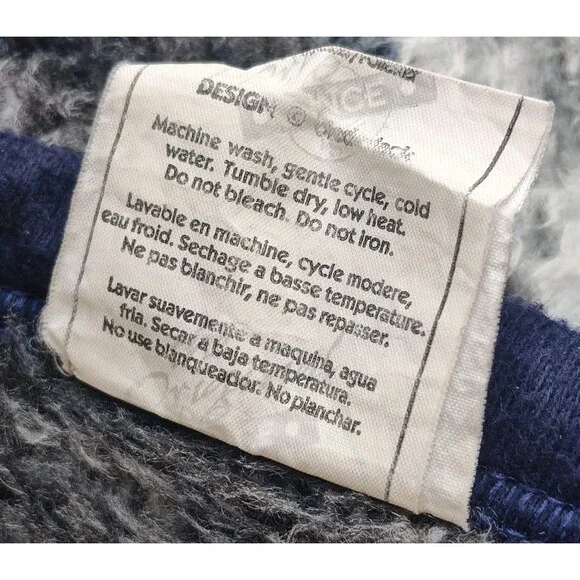 DESIGN ©
Machine wash, gentle cycle, cold
water. Tumble dry, low heat.
Do not bleach. Do not iron.
Lavable en machine, cycle modere,
eau froid. Sechage a basse temperature.
Ne pas blanchir, ne pas repasser.
Lavar suavemente a maquina, agua
fria. Secar a baja temperatura.
No use blanqueador. No planchar.